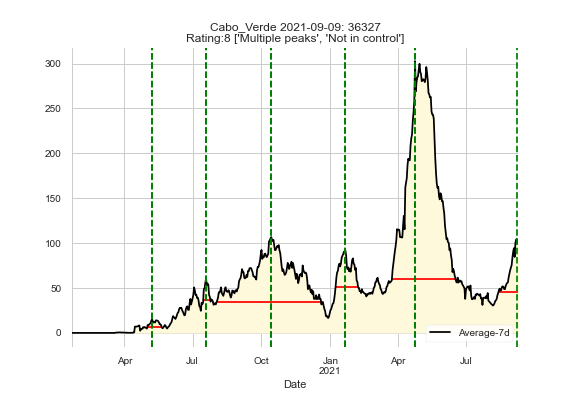 Cabo_Verde 2021-09-09: 36327
Rating:8 ['Multiple peaks', 'Not in control']
300
250
200
150
100
50
0
Apr
Jul
Oct
Jan
2021
Apr
Jul
Average-7d
Date